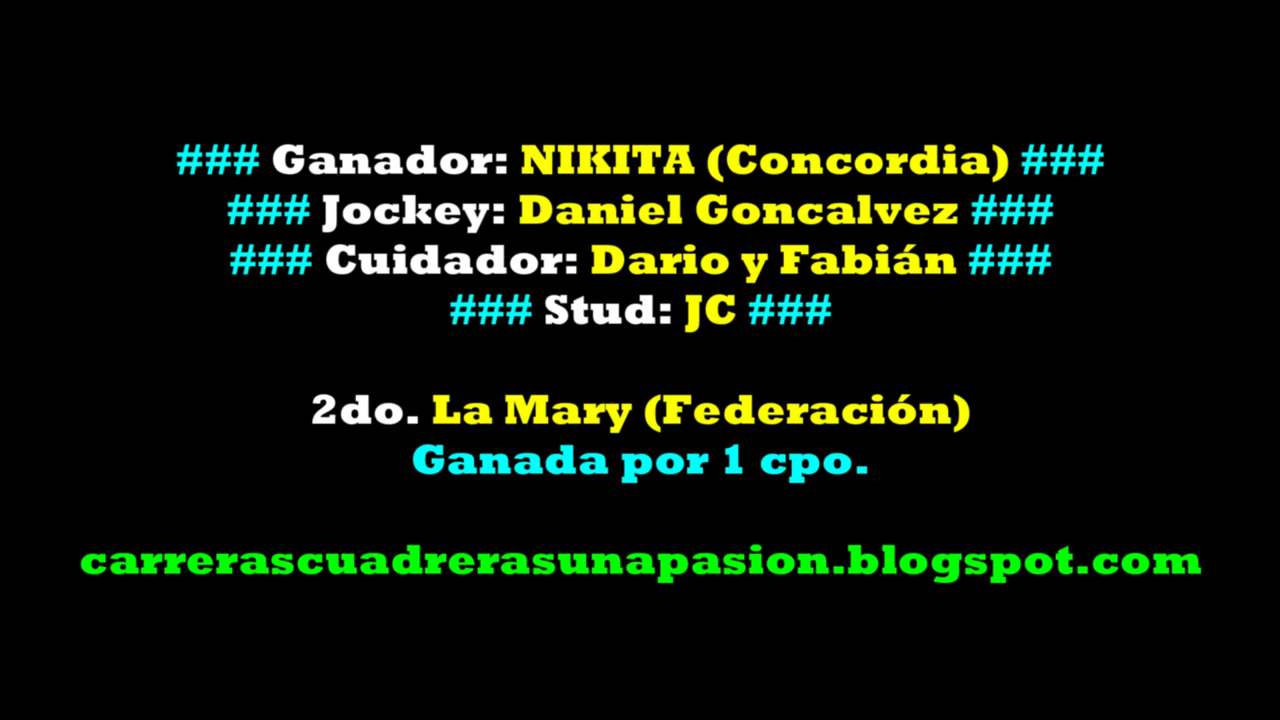 ### Ganador: NIKITA (Concordia) ###
### Jockey: Daniel Goncalvez ###
### Cuidador: Dario y Fabián ###
### Stud: JC ###
2do. La Mary (Federación)
Ganada por 1 cpo.
carrerascuadrerasunapasion.blogspot.com